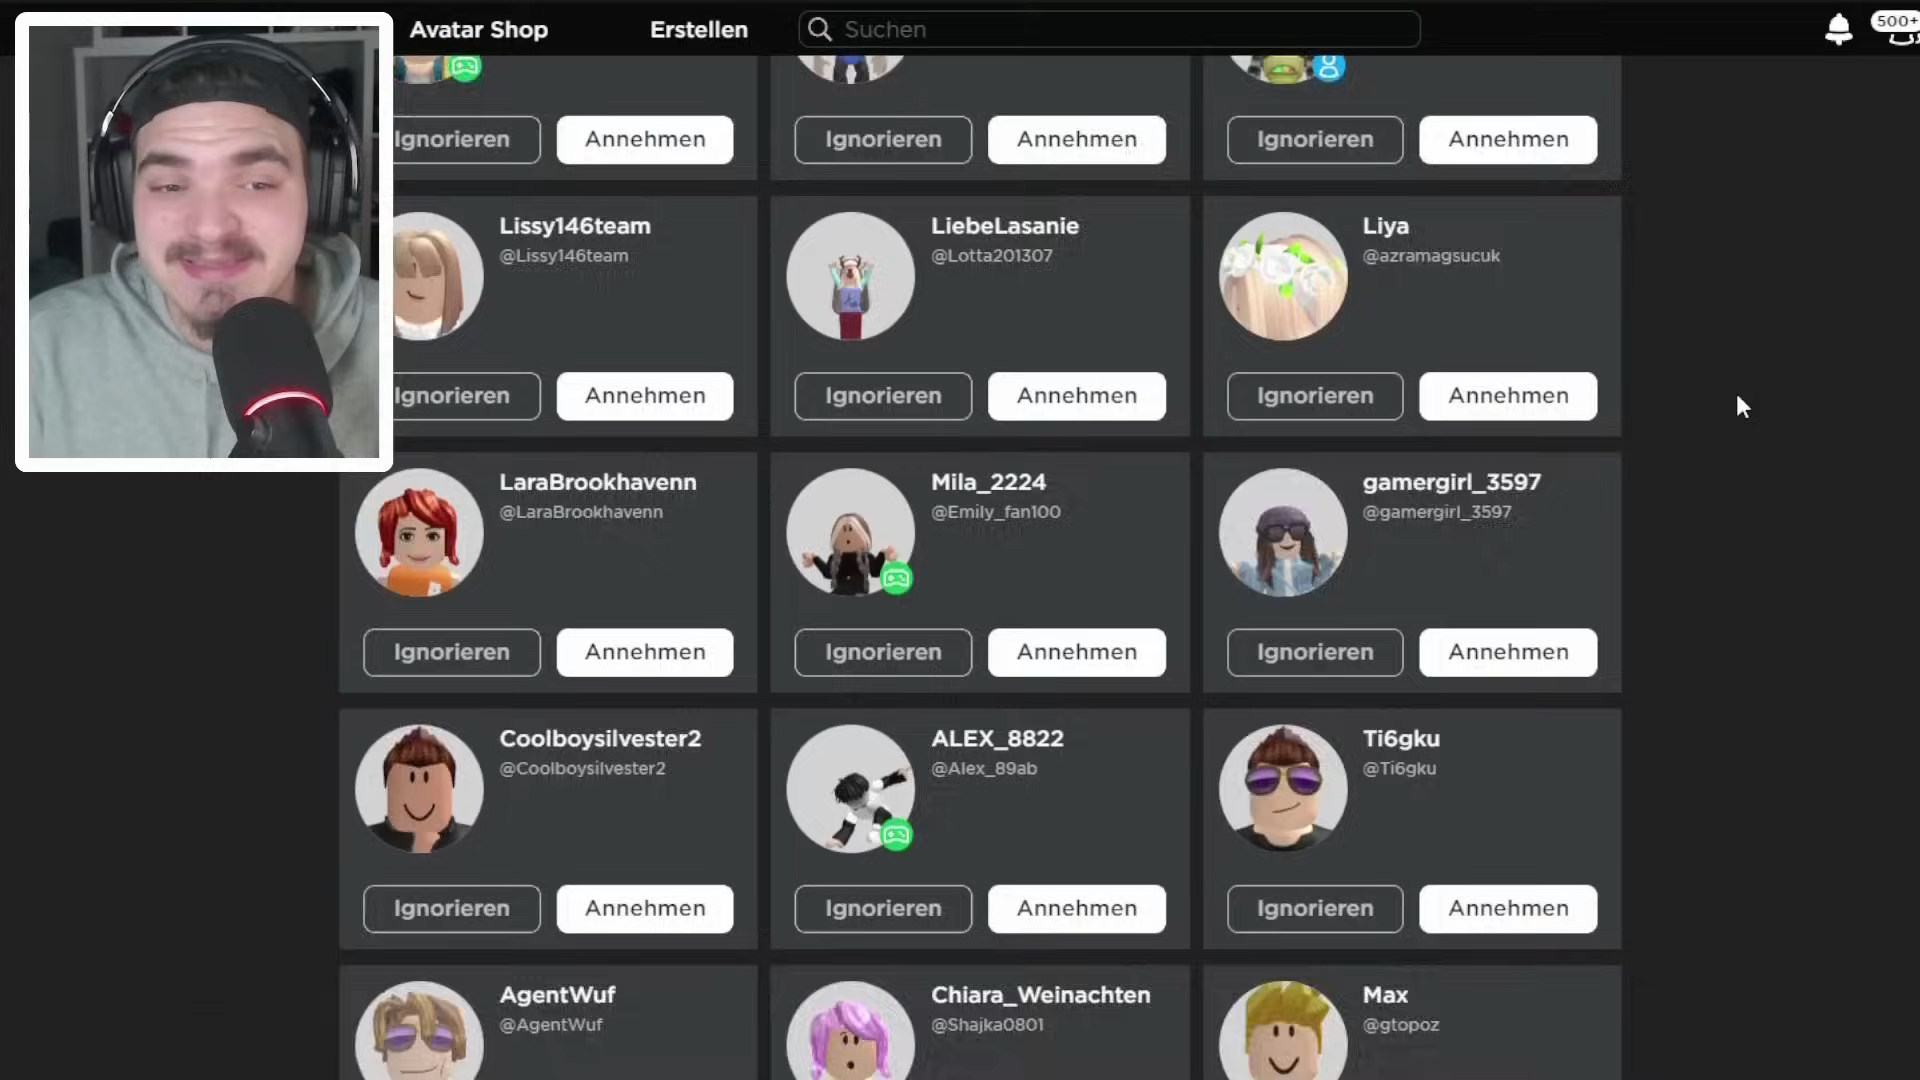 Avatar Shop Erstellen Suchen 500+
Ignorieren Annehmen Ignorieren Annehmen Ignorieren Annehmen
Lissy146team LiebeLasanie Liya
@Lissy146team @Lotta201307 @azramagsucuk
Ignorieren Annehmen Ignorieren Annehmen Ignorieren Annehmen
LaraBrookhavenn Mila_2224 gamergirl_3597
@LaraBrookhavenn @Emily_fan100 @gamergirl_3597
Ignorieren Annehmen Ignorieren Annehmen Ignorieren Annehmen
Coolboysilvester2 ALEX_8822 Ti6gku
@Coolboysilvester2 @Alex_89ab @Ti6gku
Ignorieren Annehmen Ignorieren Annehmen Ignorieren Annehmen
AgentWuf Chiara_Weinachten Max
@AgentWuf @Shajka0801 @gtopoz